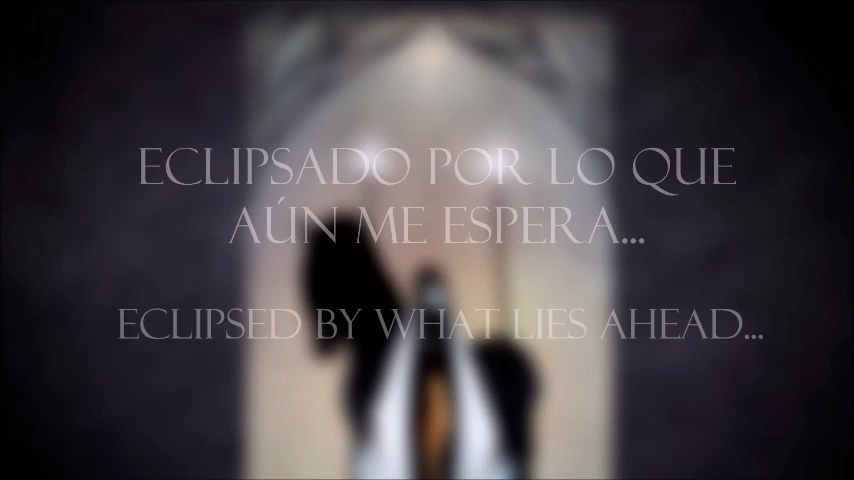 ECLIPSADO POR LO QUE
AÚN ME ESPERA...
ECLIPSED BY WHAT LIES AHEAD...